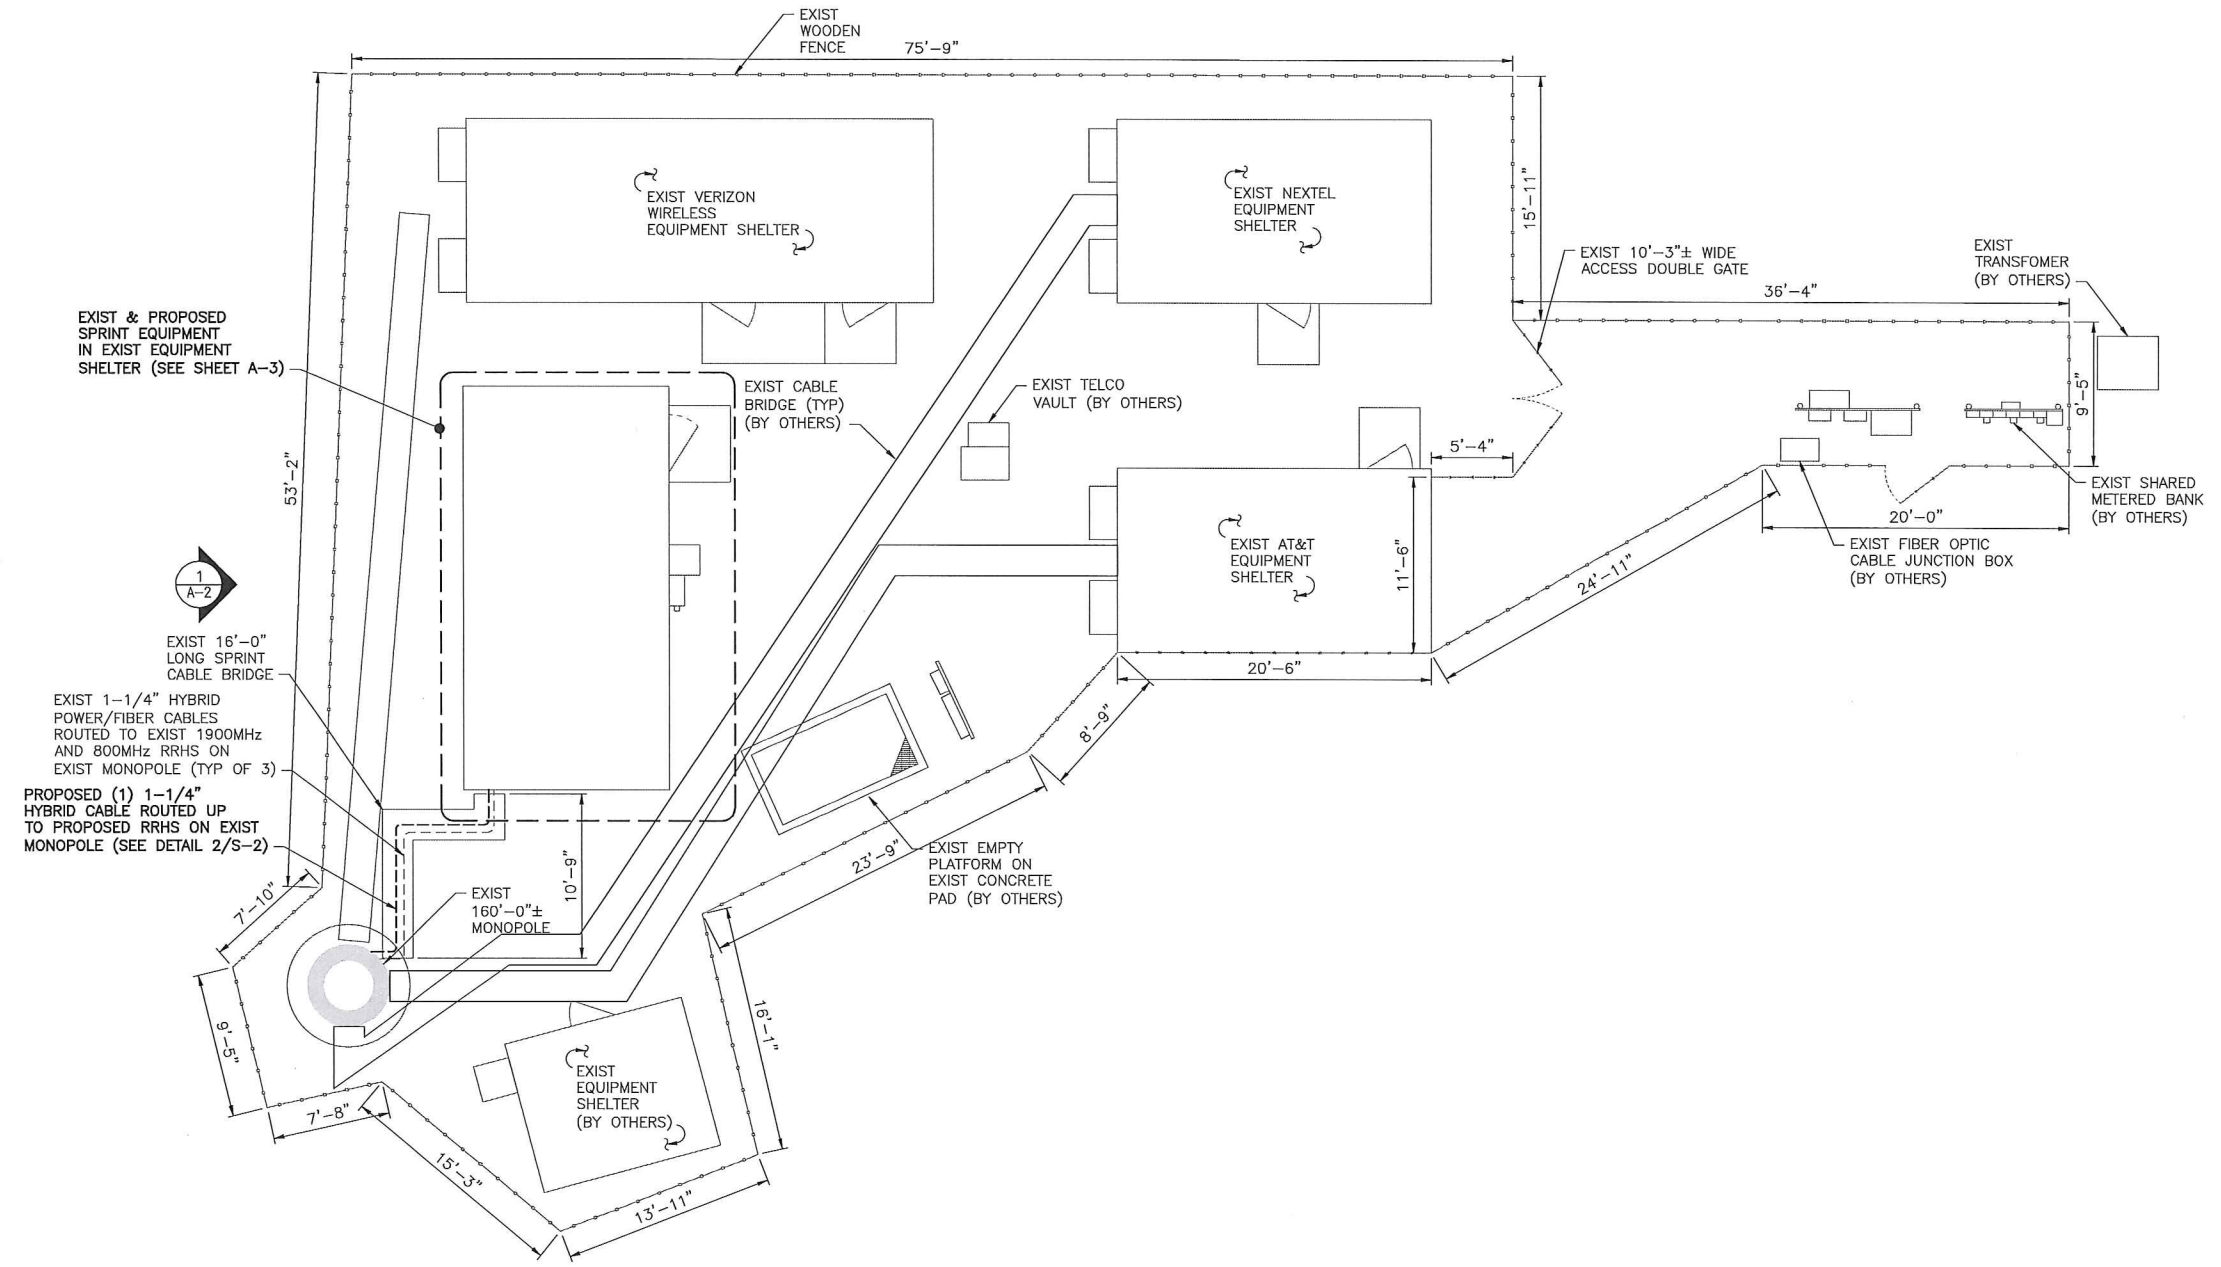 EXIST
WOODEN
FENCE
75'-9"
EXIST VERIZON
WIRELESS
EQUIPMENT SHELTER
EXIST NEXTEL
EQUIPMENT
SHELTER
15'-11"
EXIST 10'-3"± WIDE
ACCESS DOUBLE GATE
EXIST
TRANSFOMER
(BY OTHERS)
36'-4"
EXIST & PROPOSED
SPRINT EQUIPMENT
IN EXIST EQUIPMENT
SHELTER (SEE SHEET A-3)
EXIST CABLE
BRIDGE (TYP)
(BY OTHERS)
EXIST TELCO
VAULT (BY OTHERS)
9'-5"
5'-4"
53'-2"
EXIST SHARED
METERED BANK
(BY OTHERS)
20'-0"
EXIST FIBER OPTIC
CABLE JUNCTION BOX
(BY OTHERS)
EXIST AT&T
EQUIPMENT
SHELTER
11'-6"
24'-11"
1
A-2
EXIST 16'-0"
LONG SPRINT
CABLE BRIDGE
20'-6"
EXIST 1-1/4" HYBRID
POWER/FIBER CABLES
ROUTED TO EXIST 1900MHz
AND 800MHz RRHS ON
EXIST MONOPOLE (TYP OF 3)
8'-9"
PROPOSED (1) 1-1/4"
HYBRID CABLE ROUTED UP
TO PROPOSED RRHS ON EXIST
MONOPOLE (SEE DETAIL 2/S-2)
23'-9"
EXIST EMPTY
PLATFORM ON
EXIST CONCRETE
PAD (BY OTHERS)
10'-9"
7'-10"
EXIST
160'-0"±
MONOPOLE
16'-1"
9'-5"
EXIST
EQUIPMENT
SHELTER
(BY OTHERS)
7'-8"
15'-3"
13'-11"